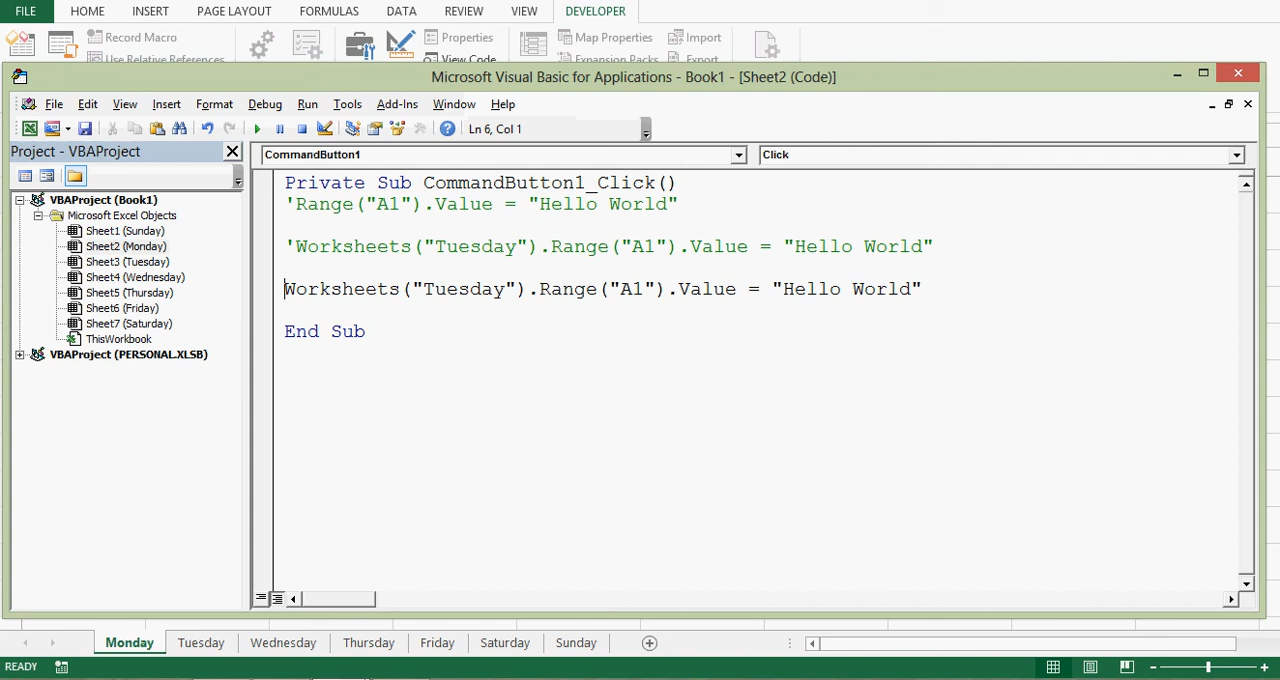 FILE HOME INSERT PAGE LAYOUT FORMULAS DATA REVIEW VIEW DEVELOPER
Record Macro Properties Map Properties Import
Use Relative References View Code Expansion Packs Export
Microsoft Visual Basic for Applications - Book1 - [Sheet2 (Code)]
File Edit View Insert Format Debug Run Tools Add-Ins Window Help
Ln 6, Col 1
Project - VBAProject
CommandButton1 Click
VBAProject (Book1)
Microsoft Excel Objects
Sheet1 (Sunday)
Sheet2 (Monday)
Sheet3 (Tuesday)
Sheet4 (Wednesday)
Sheet5 (Thursday)
Sheet6 (Friday)
Sheet7 (Saturday)
ThisWorkbook
VBAProject (PERSONAL.XLSB)
Private Sub CommandButton1_Click()
'Range("A1").Value = "Hello World"
'Worksheets("Tuesday").Range("A1").Value = "Hello World"
Worksheets("Tuesday").Range("A1").Value = "Hello World"
End Sub
Monday Tuesday Wednesday Thursday Friday Saturday Sunday
READY